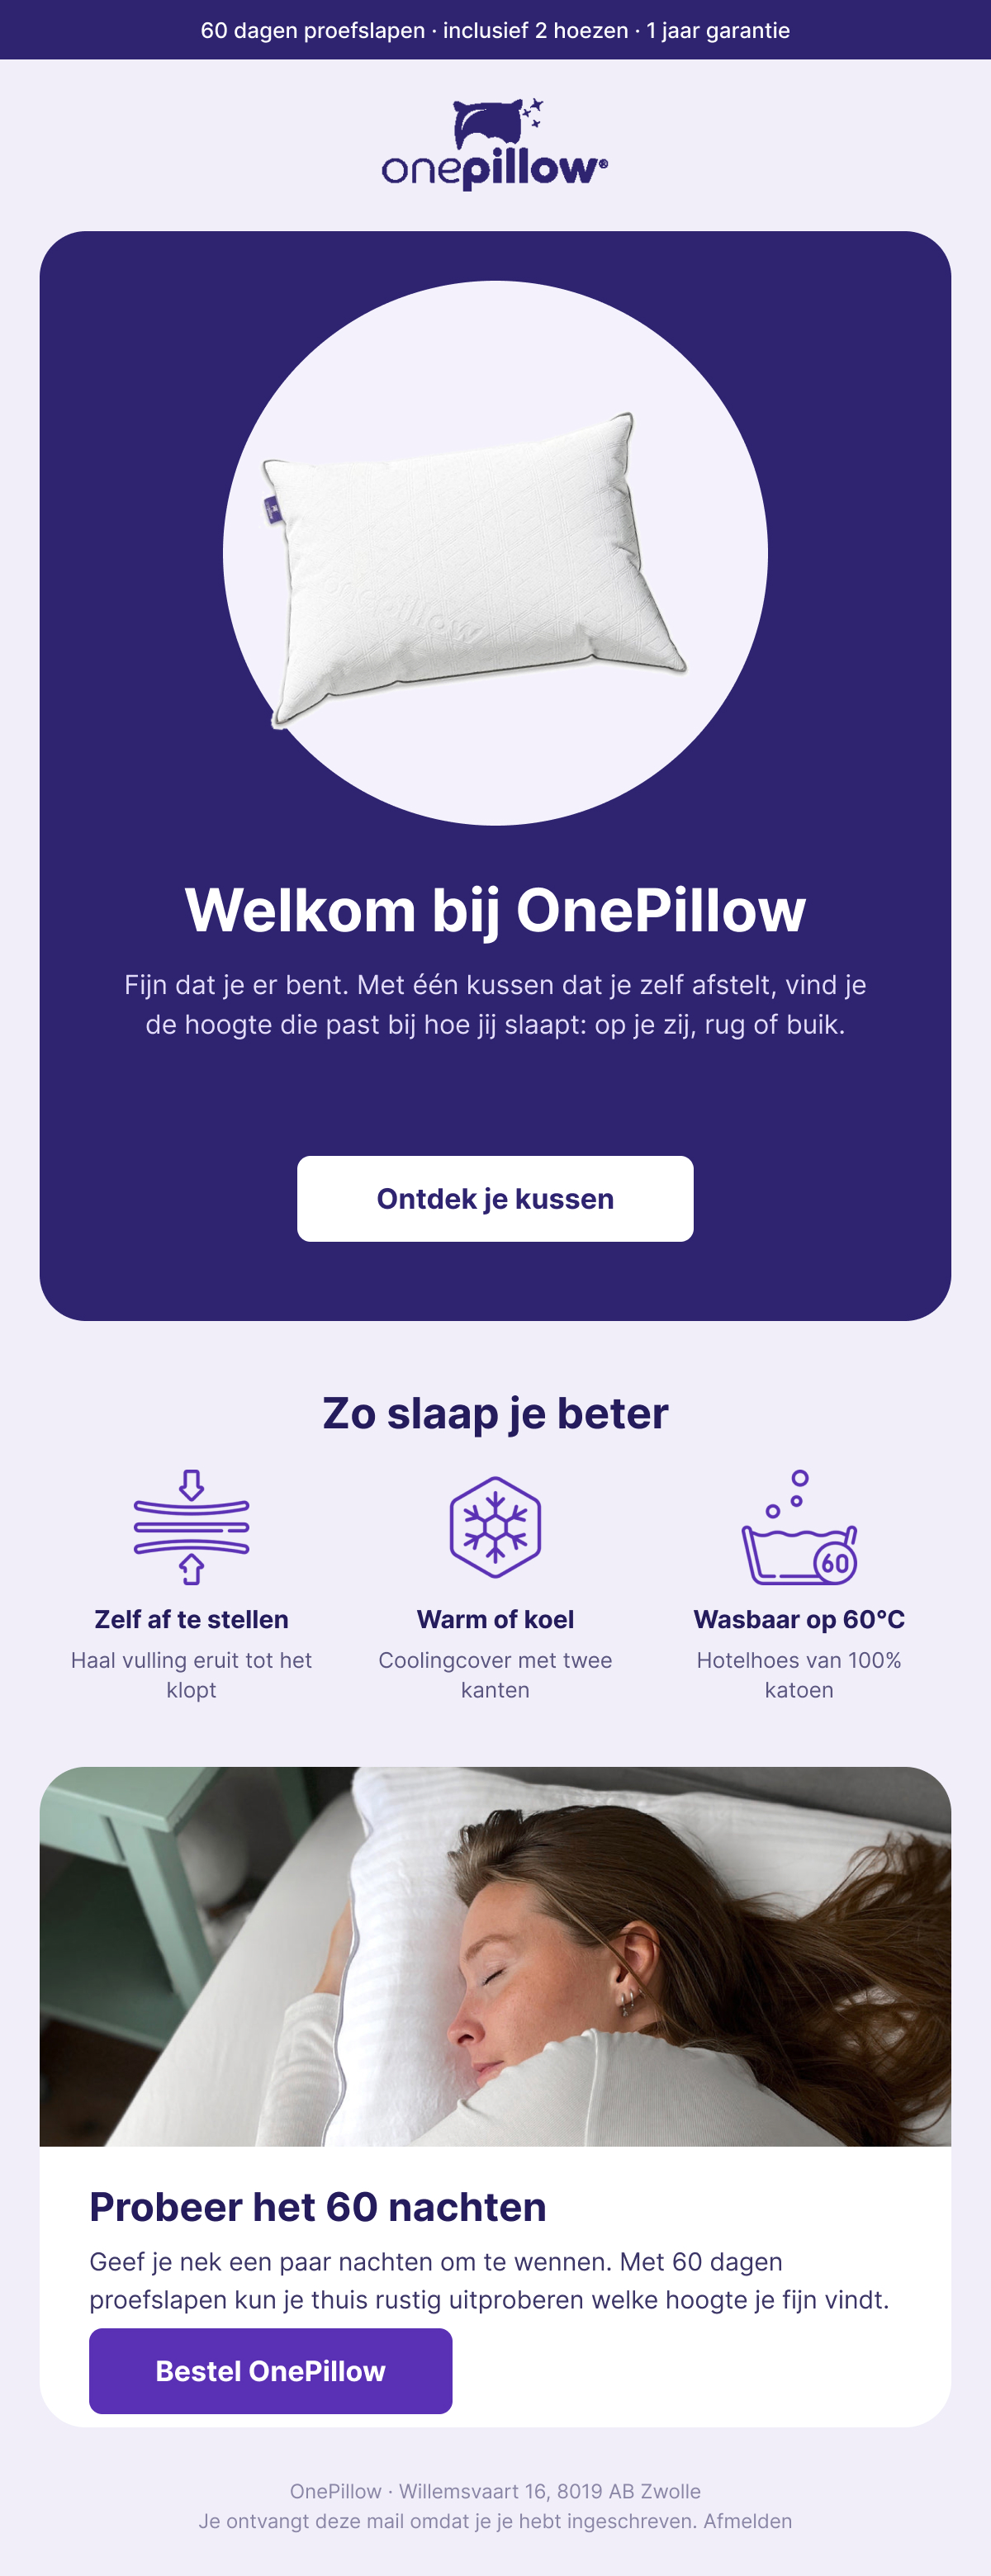 60 dagen proefslapen · inclusief 2 hoezen · 1 jaar garantie
onepillow®
onepillow
Welkom bij OnePillow
Fijn dat je er bent. Met één kussen dat je zelf afstelt, vind je
de hoogte die past bij hoe jij slaapt: op je zij, rug of buik.
Ontdek je kussen
Zo slaap je beter
60
Zelf af te stellen
Haal vulling eruit tot het
klopt
Warm of koel
Coolingcover met twee
kanten
Wasbaar op 60°C
Hotelhoes van 100%
katoen
Probeer het 60 nachten
Geef je nek een paar nachten om te wennen. Met 60 dagen
proefslapen kun je thuis rustig uitproberen welke hoogte je fijn vindt.
Bestel OnePillow
OnePillow · Willemsvaart 16, 8019 AB Zwolle
Je ontvangt deze mail omdat je je hebt ingeschreven. Afmelden